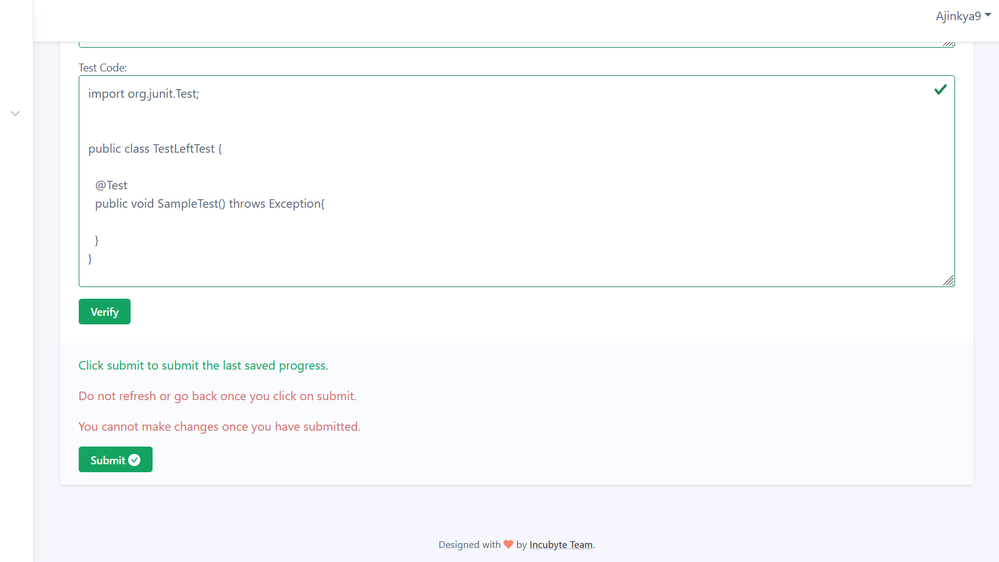 Ajinkya9
Test Code:
import org.junit.Test;
public class TestLeftTest {
@Test
public void SampleTest() throws Exception{
}
}
Verify
Click submit to submit the last saved progress.
Do not refresh or go back once you click on submit.
You cannot make changes once you have submitted.
Submit
Designed with by Incubyte Team.